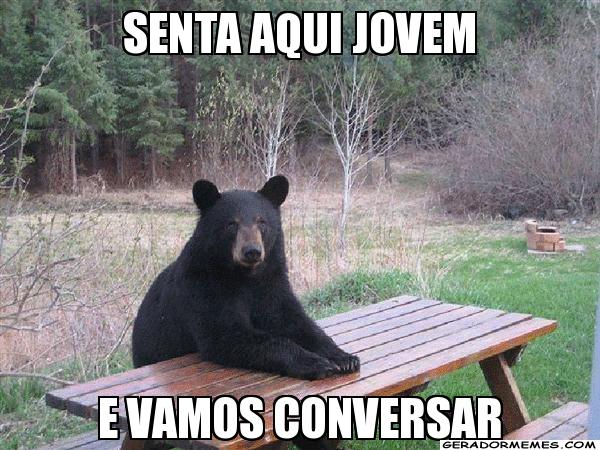 SENTA AQUI JOVEM
E VAMOS CONVERSAR
GERADORMEMES.COM